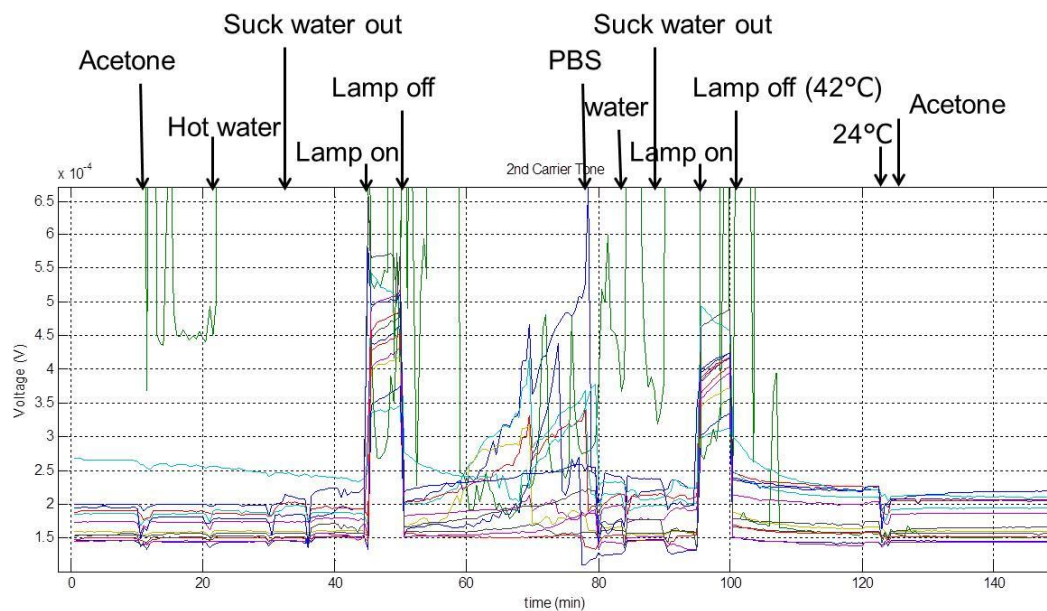 Suck water out
Suck water out
Acetone
PBS
Lamp off
Lamp off (42℃)
Acetone
Hot water
water
24℃
Lamp on
Lamp on
x 10-4
2nd Carrier Tone
6.5
6
5.5
5
4.5
4
3.5
3
2.5
2
1.5
Voltage (V)
0
20
40
60
80
100
120
140
time (min)